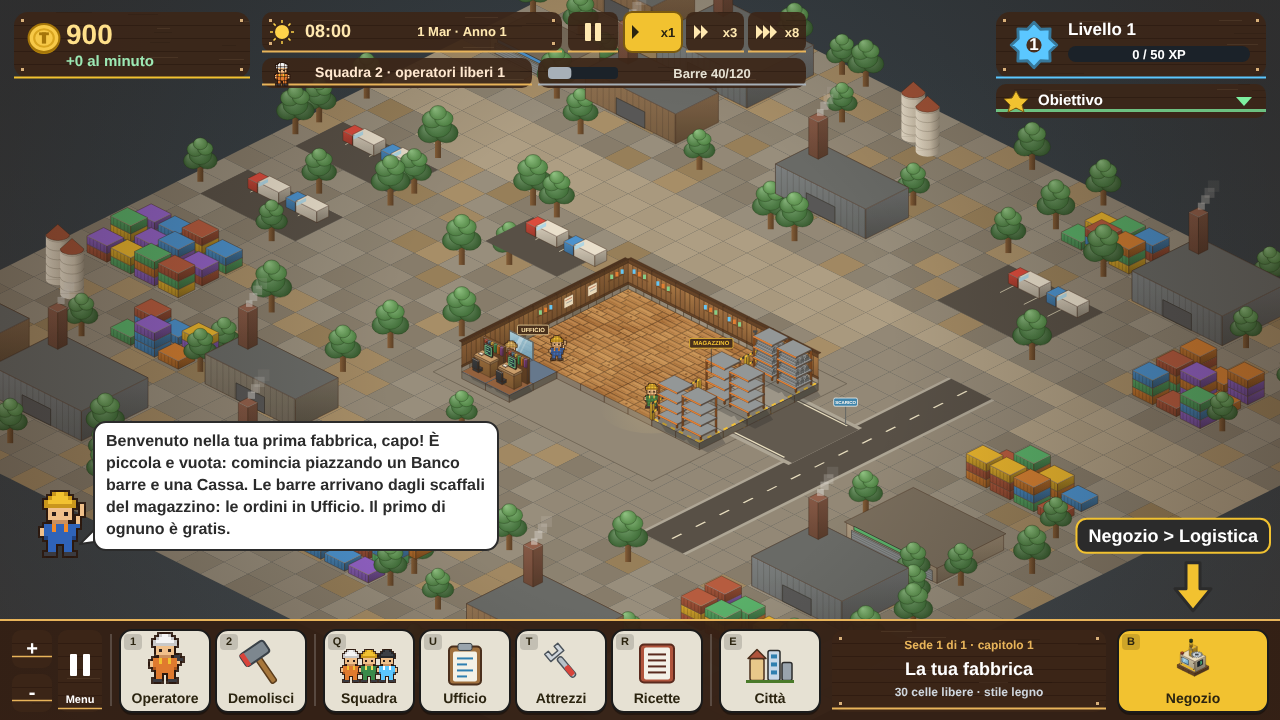 900
+0 al minuto
08:00
1 Mar · Anno 1
x1
x3
x8
Squadra 2 · operatori liberi 1
Barre 40/120
1
Livello 1
0 / 50 XP
Obiettivo
UFFICIO
MAGAZZINO
SCARICO
Benvenuto nella tua prima fabbrica, capo! È
piccola e vuota: comincia piazzando un Banco
barre e una Cassa. Le barre arrivano dagli scaffali
del magazzino: le ordini in Ufficio. Il primo di
ognuno è gratis.
Negozio > Logistica
+
-
Menu
1
Operatore
2
Demolisci
Q
Squadra
U
Ufficio
T
Attrezzi
R
Ricette
E
Città
Sede 1 di 1 · capitolo 1
La tua fabbrica
30 celle libere · stile legno
B
Negozio